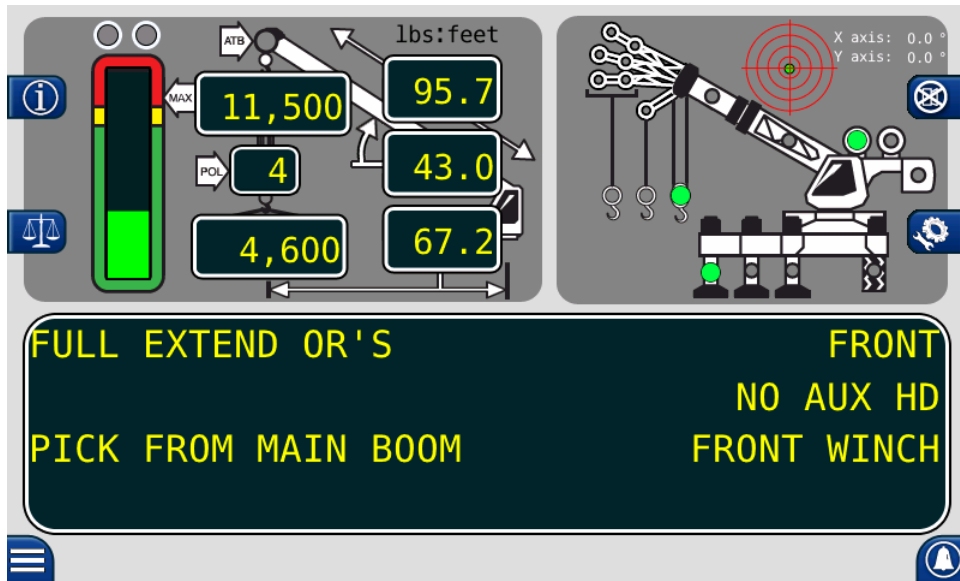 lbs:feet
ATB
95.7
MAX
11,500
POL
4
43.0
4,600
67.2
X axis: 0.0 °
Y axis: 0.0 °
FULL EXTEND OR'S
FRONT
NO AUX HD
PICK FROM MAIN BOOM
FRONT WINCH